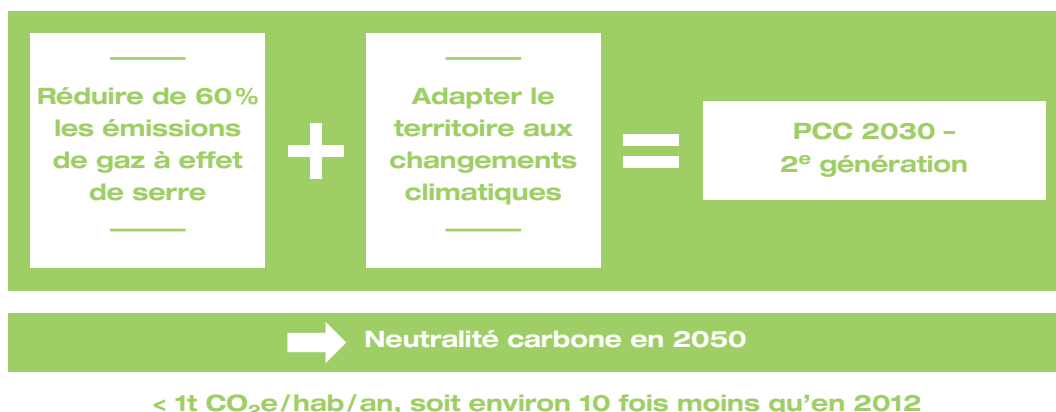 Réduire de 60 %
les émissions
de gaz à effet
de serre
+
Adapter le
territoire aux
changements
climatiques
=
PCC 2030 –
2e génération
Neutralité carbone en 2050
< 1t CO₂e/hab/an, soit environ 10 fois moins qu’en 2012